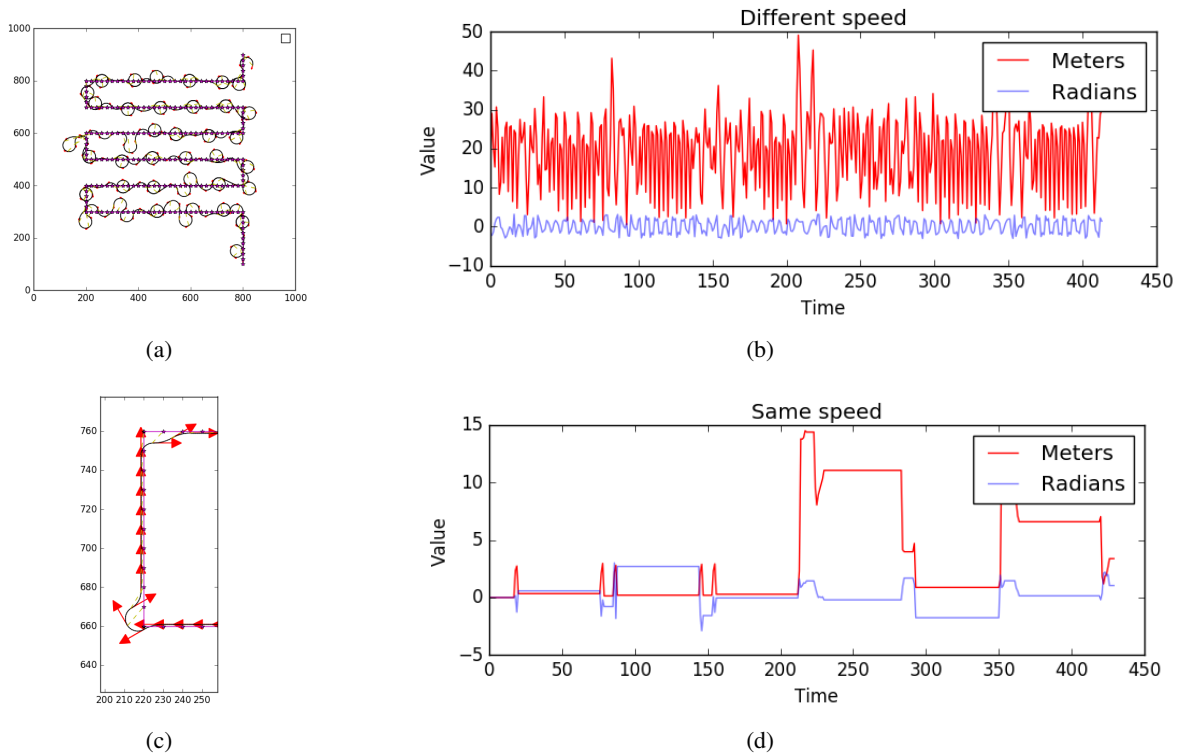 1000
800
600
400
200
0
0 200 400 600 800 1000
(a)
Different speed
50
40
30
20
10
0
−10
Value
Meters
Radians
0 50 100 150 200 250 300 350 400 450
Time
(b)
760
740
720
700
680
660
640
200 210 220 230 240 250
(c)
Same speed
15
10
5
0
−5
Value
Meters
Radians
0 50 100 150 200 250 300 350 400 450
Time
(d)